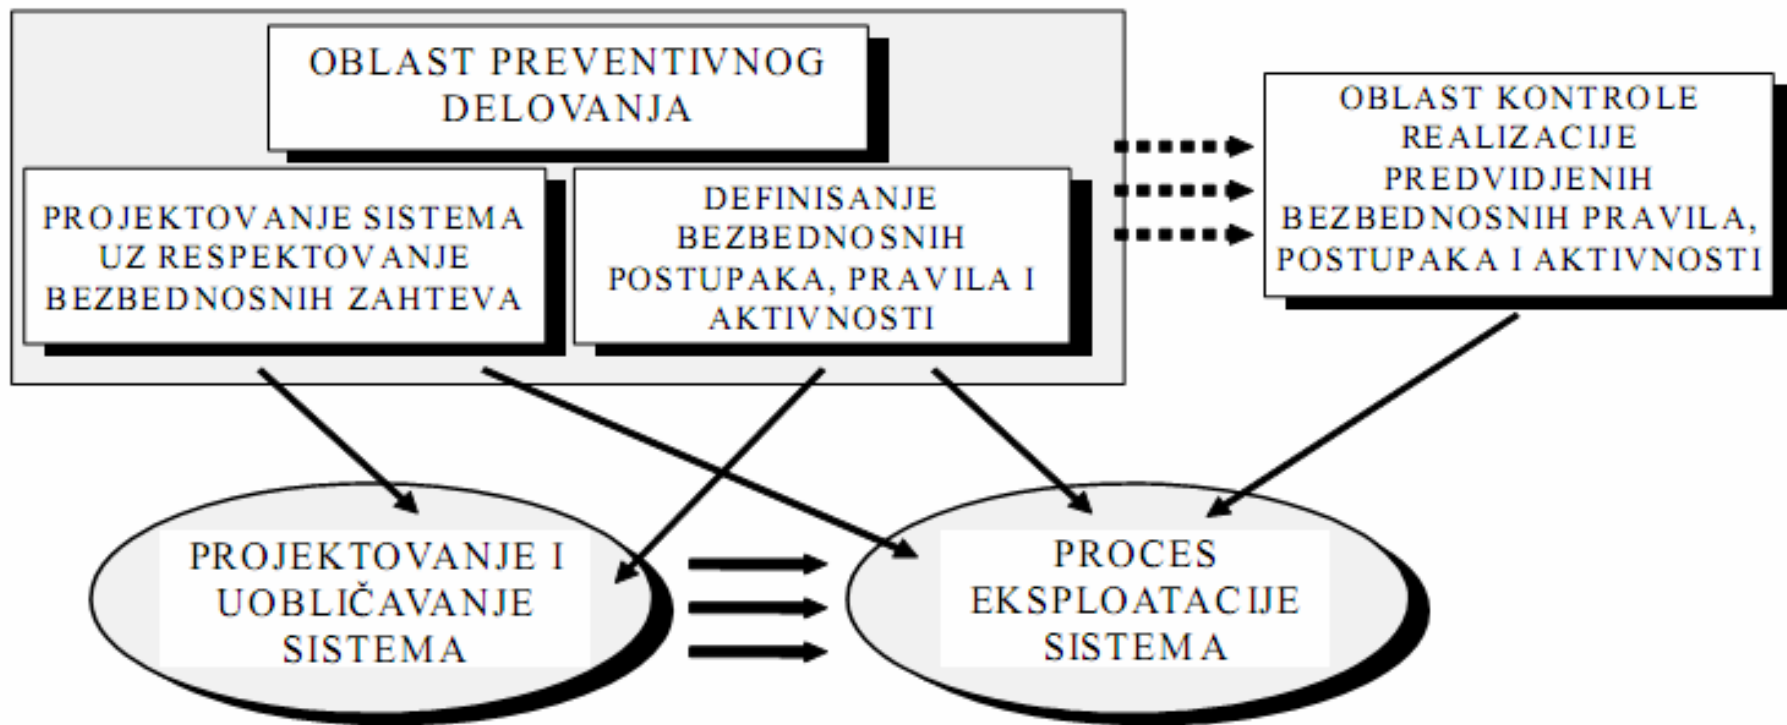 OBLAST PREVENTIVNOG
DELOVANJA
PROJEKTOVANJE SISTEMA
UZ RESPEKTOVANJE
BEZBEDNOSNIH ZAHTEVA
DEFINISANJE
BEZBEDNOSNIH
POSTUPAKA, PRAVILA I
AKTIVNOSTI
OBLAST KONTROLE
REALIZACIJE
PREDVIDJENIH
BEZBEDNOSNIH PRAVILA,
POSTUPAKA I AKTIVNOSTI
PROJEKTOVANJE I
UOBLIČAVANJE
SISTEMA
PROCES
EKSPLOATACIJE
SISTEMA